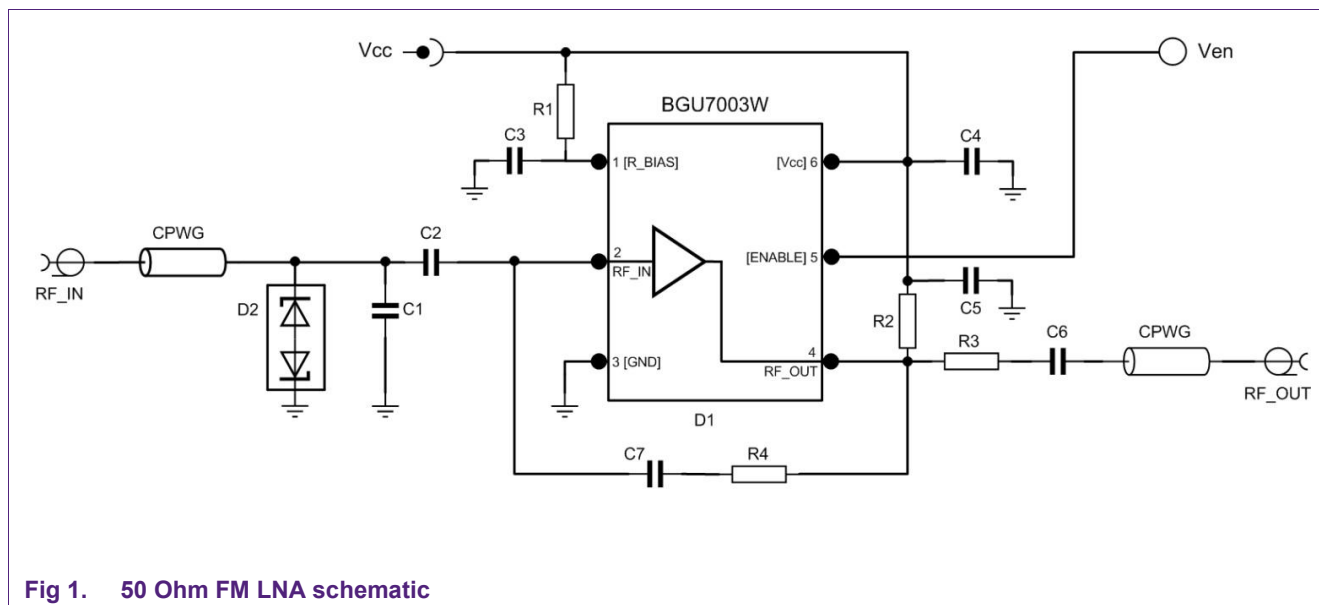 Vcc
Ven
BGU7003W
R1
C3
C4
1 [R_BIAS]
[Vcc] 6
CPWG
C2
2
RF_IN
[ENABLE] 5
RF_IN
D2
C1
C5
R2
R3
C6
CPWG
3 [GND]
4
RF_OUT
RF_OUT
D1
C7
R4
Fig 1. 50 Ohm FM LNA schematic